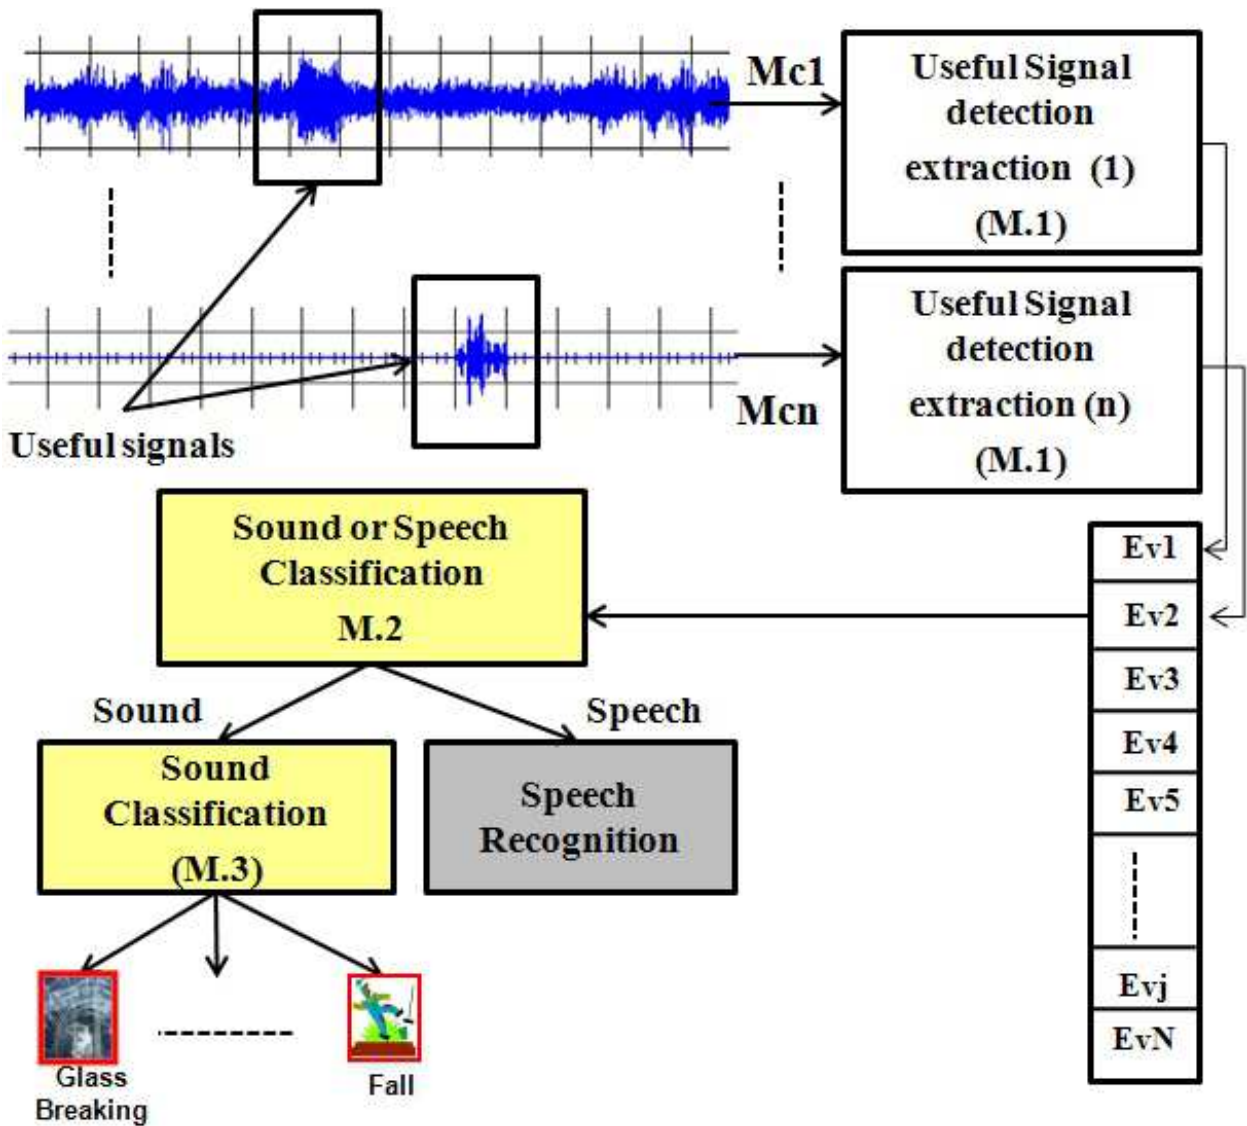 Mc1
Useful Signal
detection
extraction (1)
(M.1)
Useful Signal
detection
extraction (n)
(M.1)
Mcn
Useful signals
Sound or Speech
Classification
M.2
Ev1
Ev2
Ev3
Ev4
Ev5
Evj
EvN
Sound
Speech
Sound
Classification
(M.3)
Speech
Recognition
Glass
Breaking
Fall